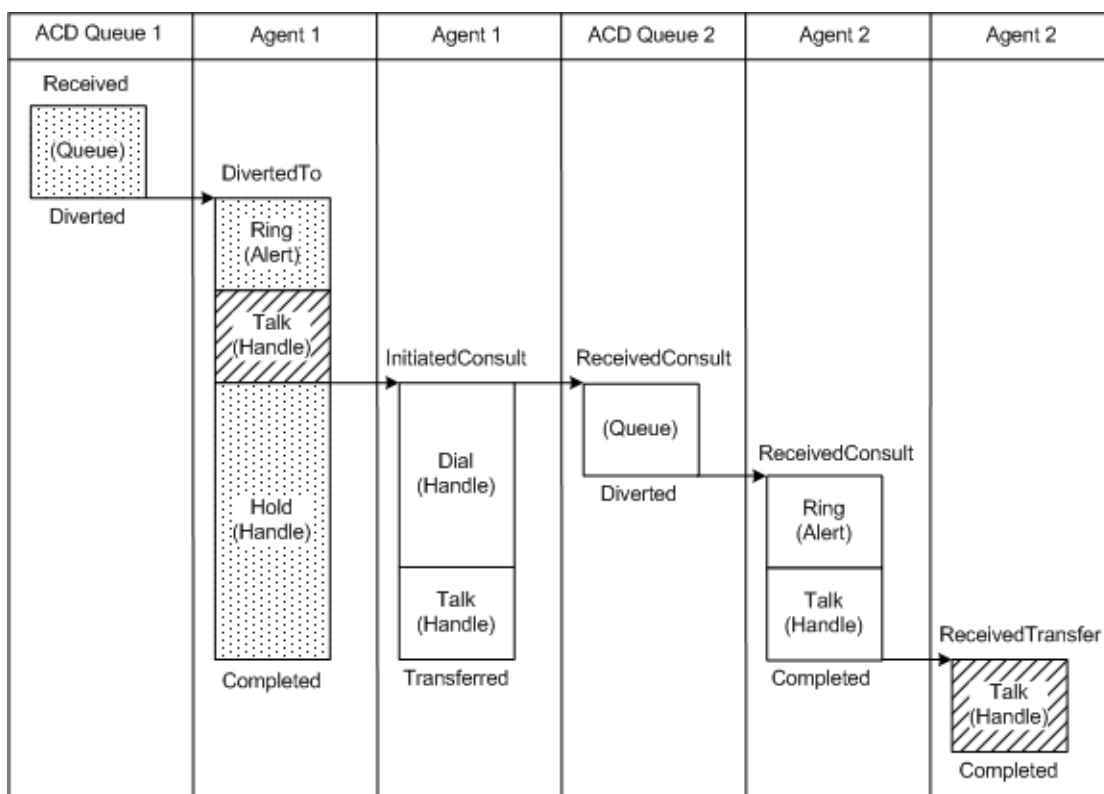 ACD Queue 1
Agent 1
Agent 1
ACD Queue 2
Agent 2
Agent 2
Received
(Queue)
Diverted
DivertedTo
Ring
(Alert)
Talk
(Handle)
Hold
(Handle)
Completed
InitiatedConsult
Dial
(Handle)
Talk
(Handle)
Transferred
ReceivedConsult
(Queue)
Diverted
ReceivedConsult
Ring
(Alert)
Talk
(Handle)
Completed
ReceivedTransfer
Talk
(Handle)
Completed